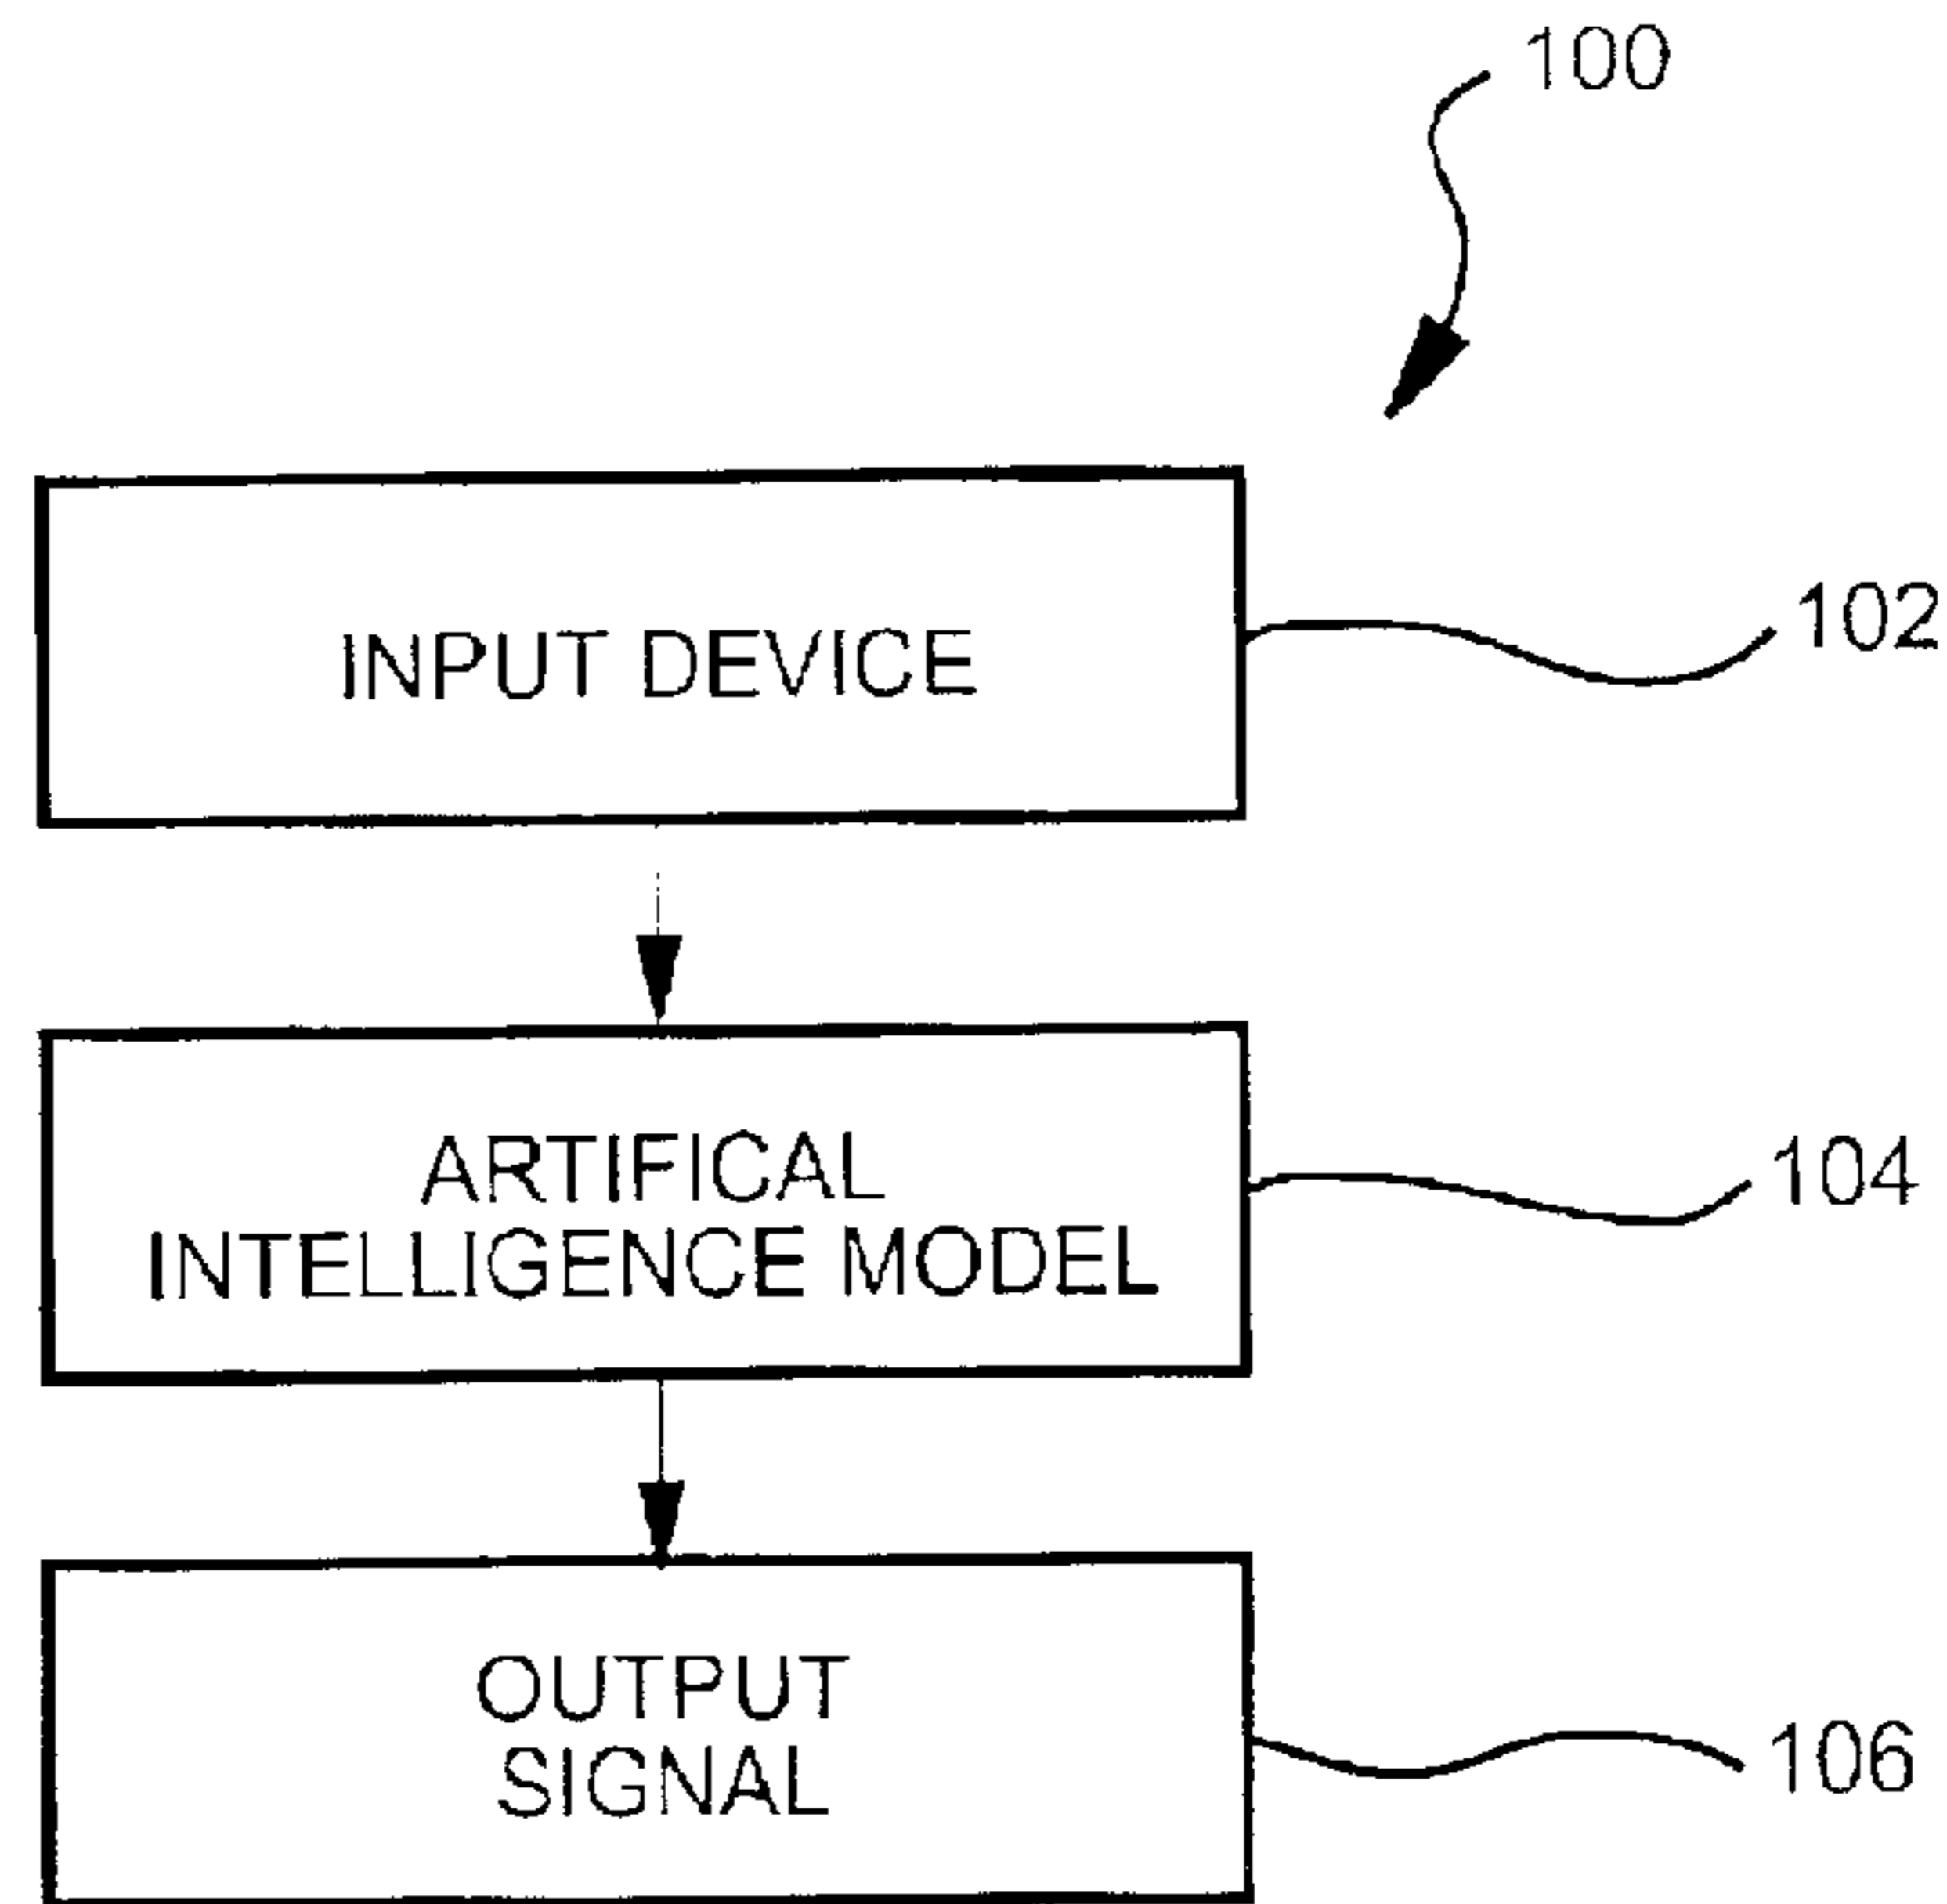 100
INPUT DEVICE
102
ARTIFICAL
INTELLIGENCE MODEL
104
OUTPUT
SIGNAL
106